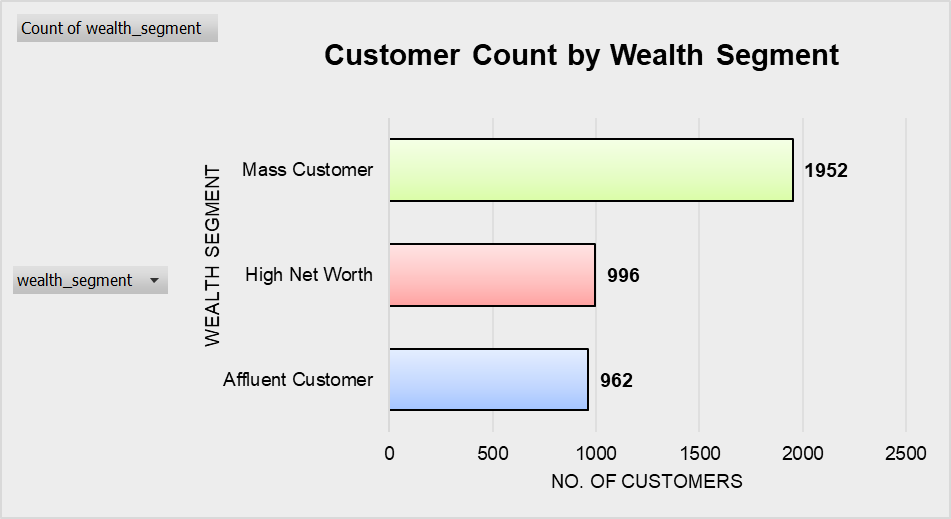 Count of wealth_segment
Customer Count by Wealth Segment
WEALTH SEGMENT
wealth_segment
Mass Customer
1952
High Net Worth
996
Affluent Customer
962
0 500 1000 1500 2000 2500
NO. OF CUSTOMERS